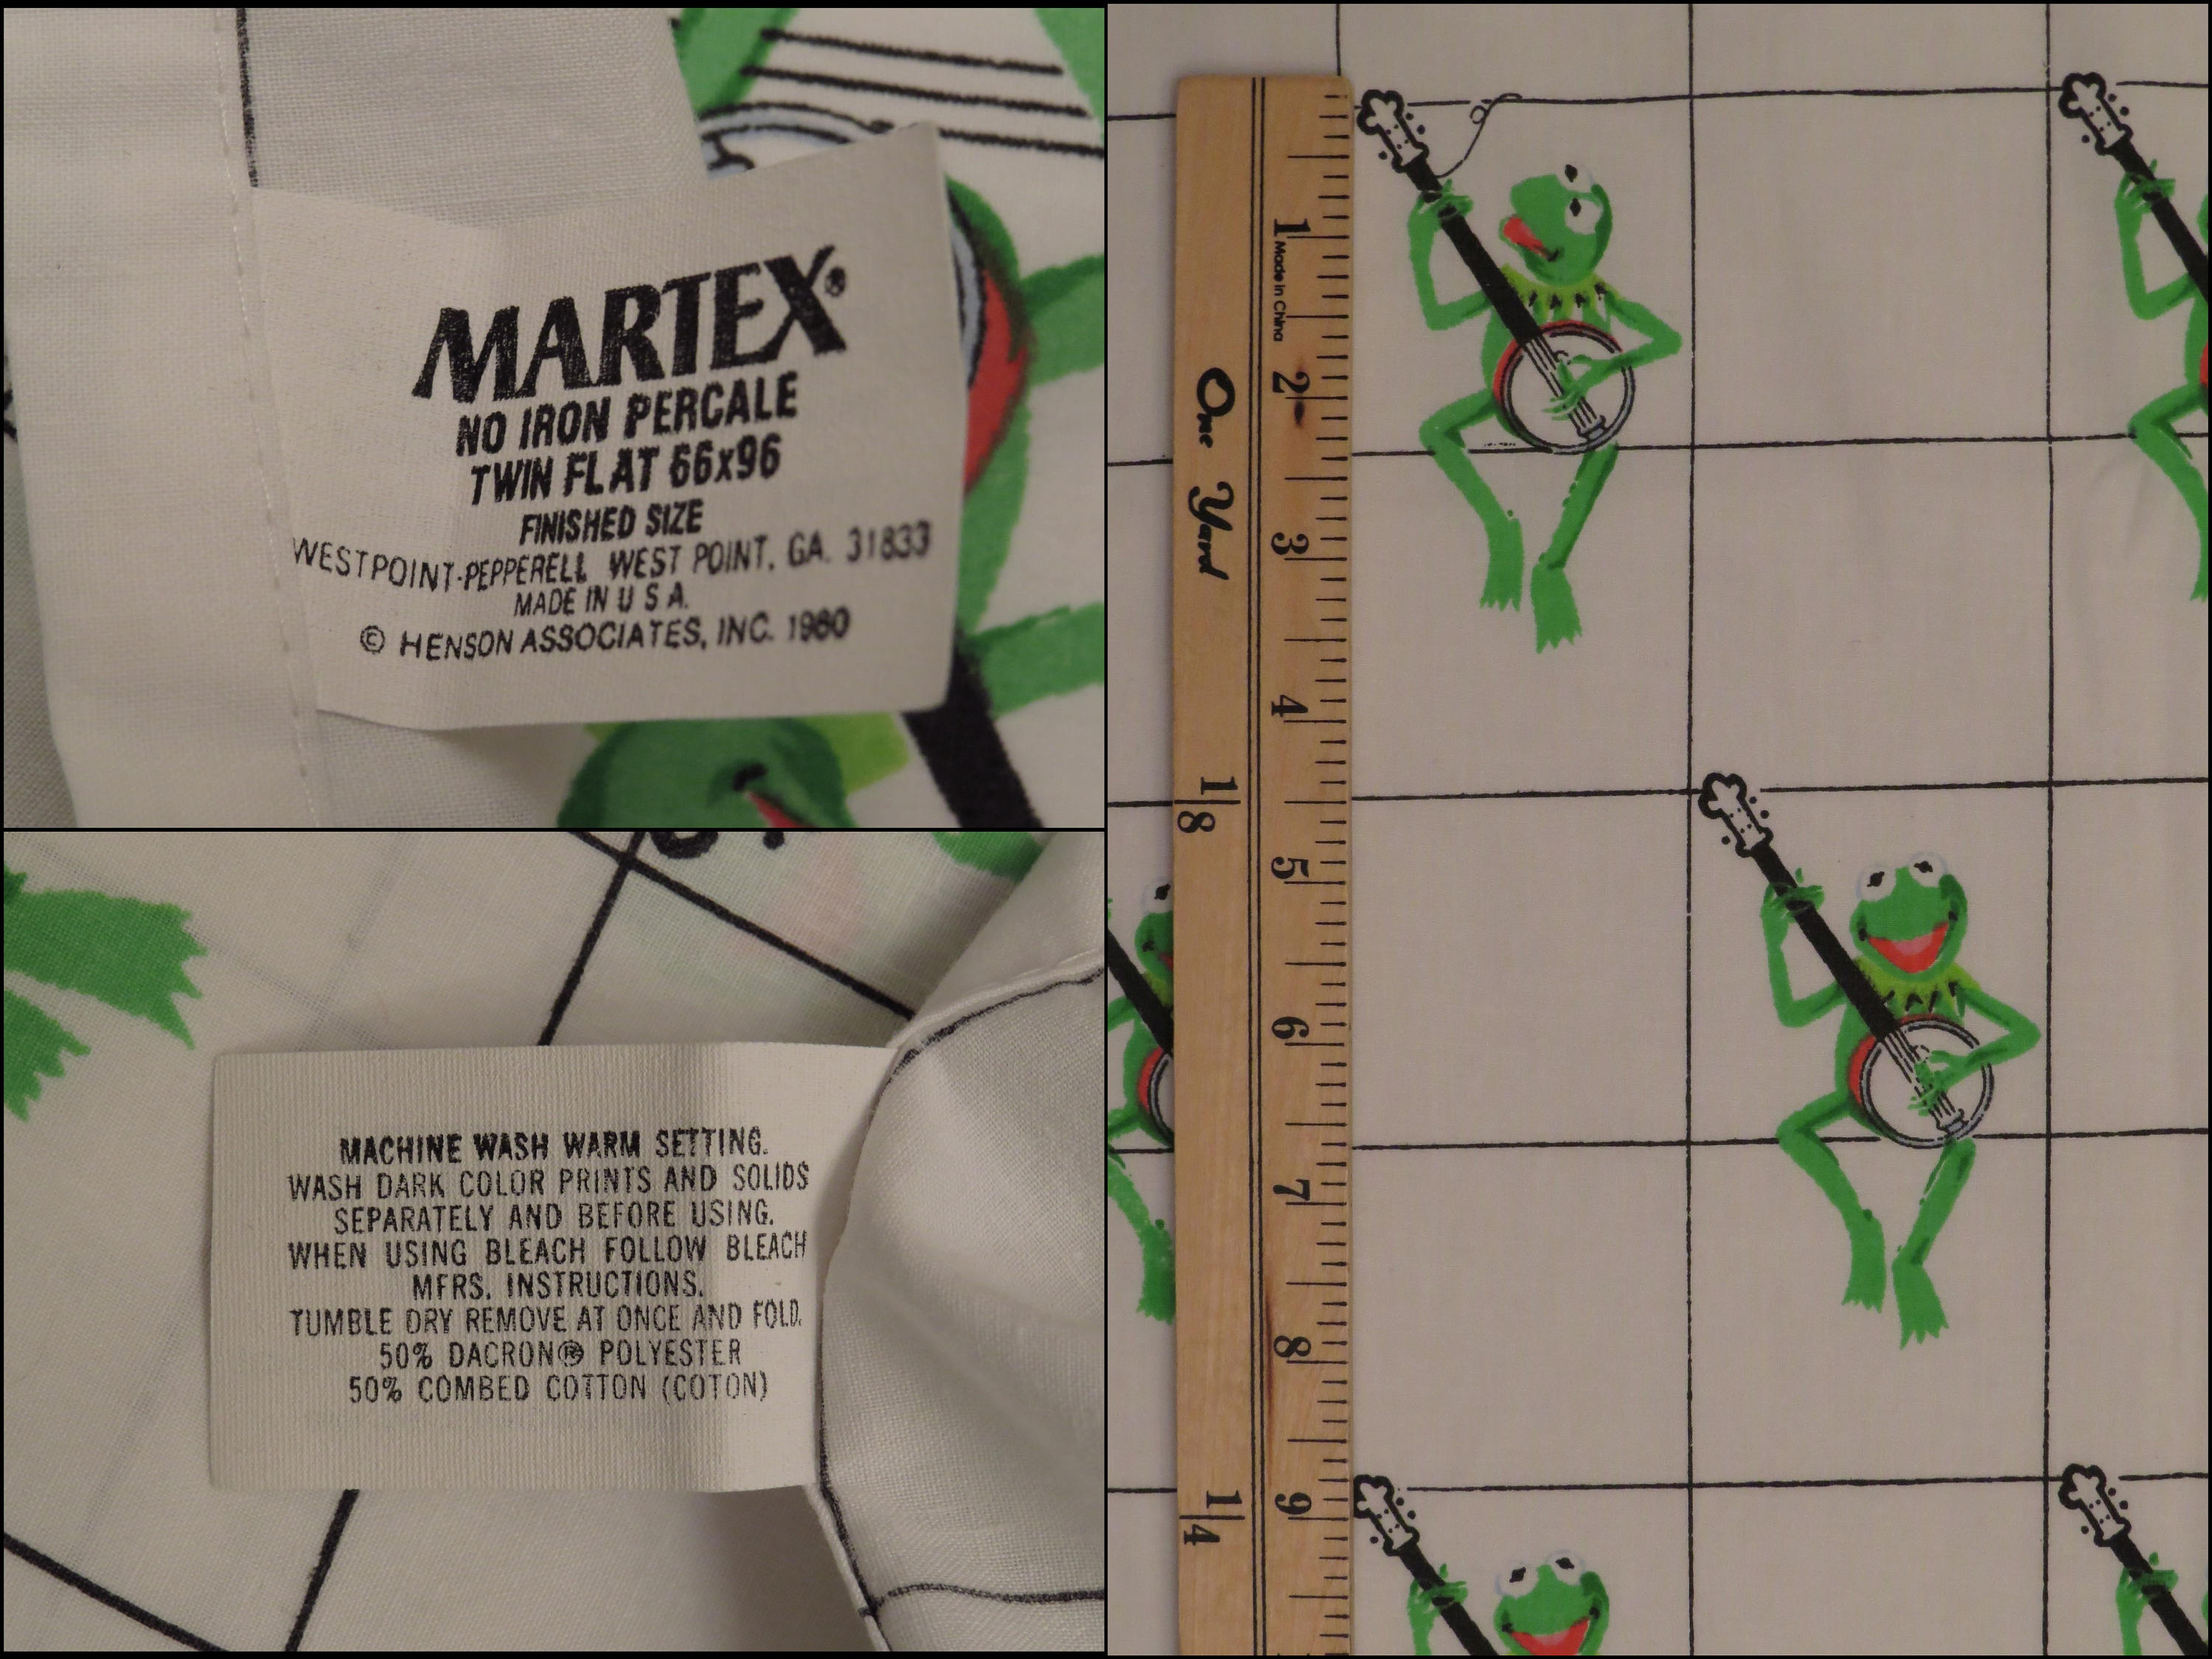 MARTEX®
NO IRON PERCALE
TWIN FLAT 66x96
FINISHED SIZE
WESTPOINT-PEPPERELL WEST POINT, GA. 31833
MADE IN U S A.
© HENSON ASSOCIATES, INC. 1980
MACHINE WASH WARM SETTING.
WASH DARK COLOR PRINTS AND SOLIDS
SEPARATELY AND BEFORE USING.
WHEN USING BLEACH FOLLOW BLEACH
MFRS. INSTRUCTIONS.
TUMBLE DRY REMOVE AT ONCE AND FOLD.
50% DACRON® POLYESTER
50% COMBED COTTON (COTON)
One Yard
1/8
1/4
1
Made in China
2
3
4
5
6
7
8
9